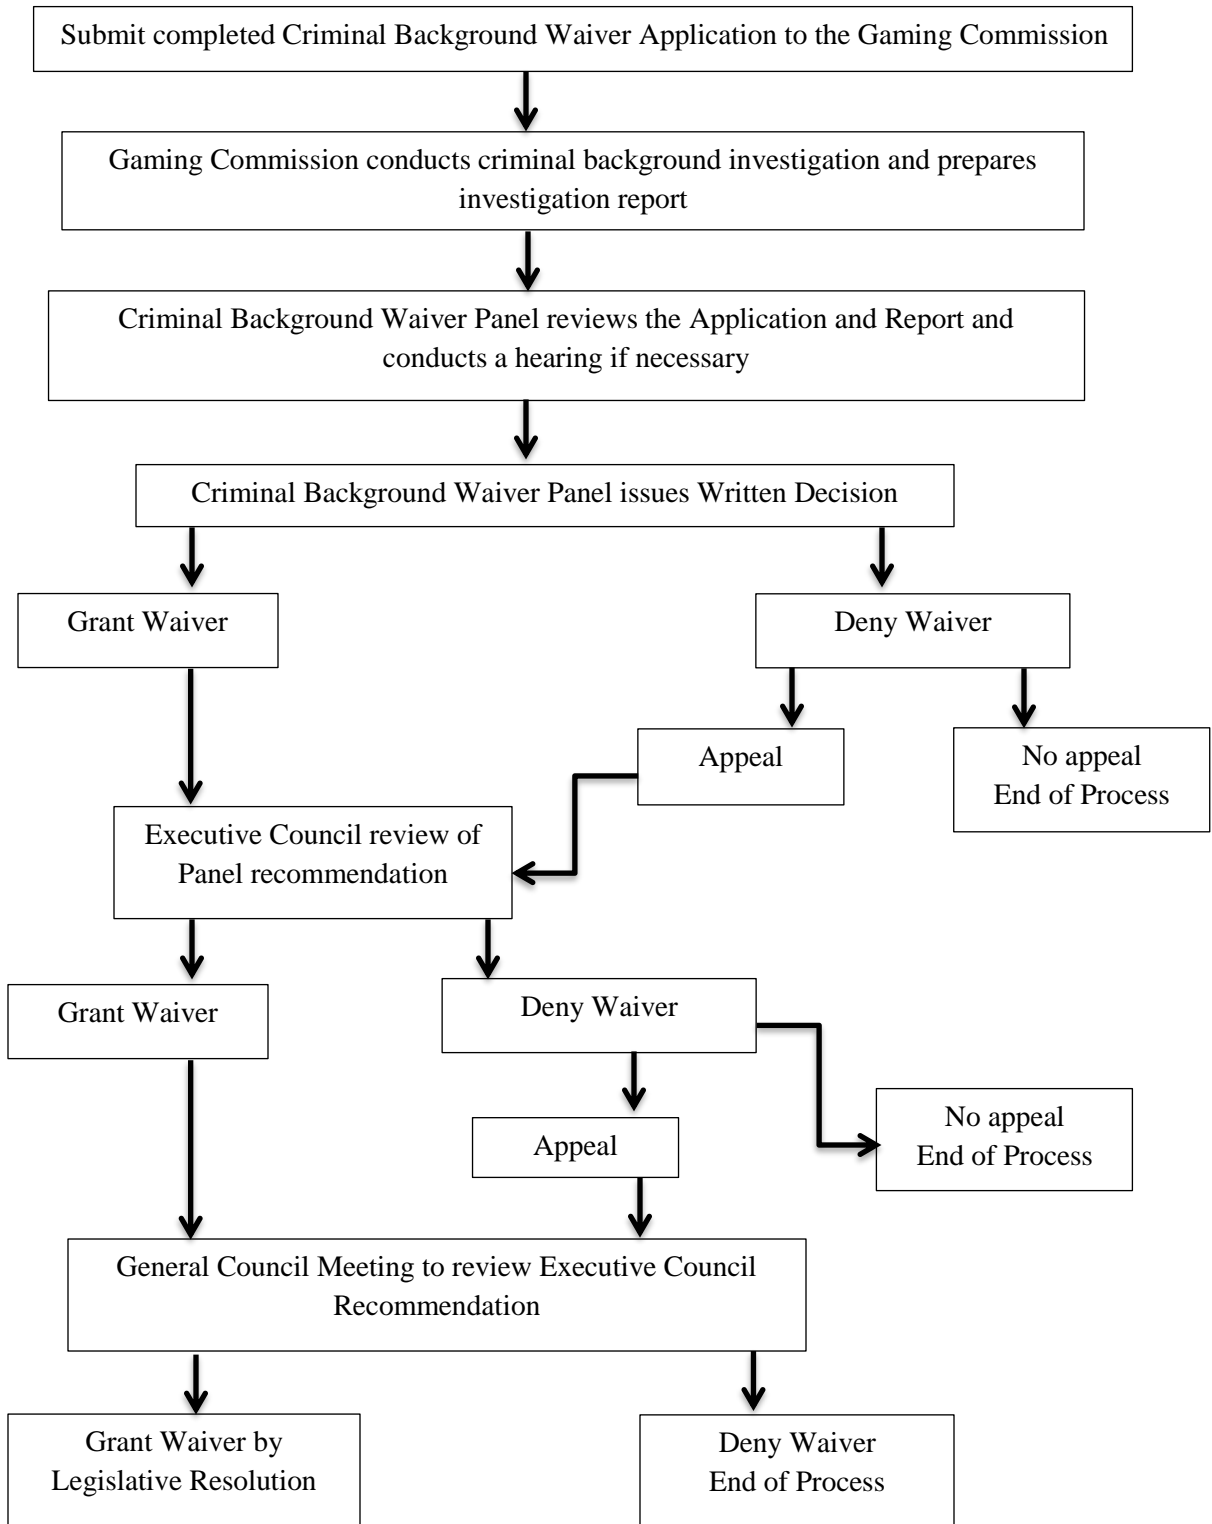 Submit completed Criminal Background Waiver Application to the Gaming Commission
Gaming Commission conducts criminal background investigation and prepares
investigation report
Criminal Background Waiver Panel reviews the Application and Report and
conducts a hearing if necessary
Criminal Background Waiver Panel issues Written Decision
Grant Waiver
Deny Waiver
Appeal
No appeal
End of Process
Executive Council review of
Panel recommendation
Grant Waiver
Deny Waiver
Appeal
No appeal
End of Process
General Council Meeting to review Executive Council
Recommendation
Grant Waiver by
Legislative Resolution
Deny Waiver
End of Process